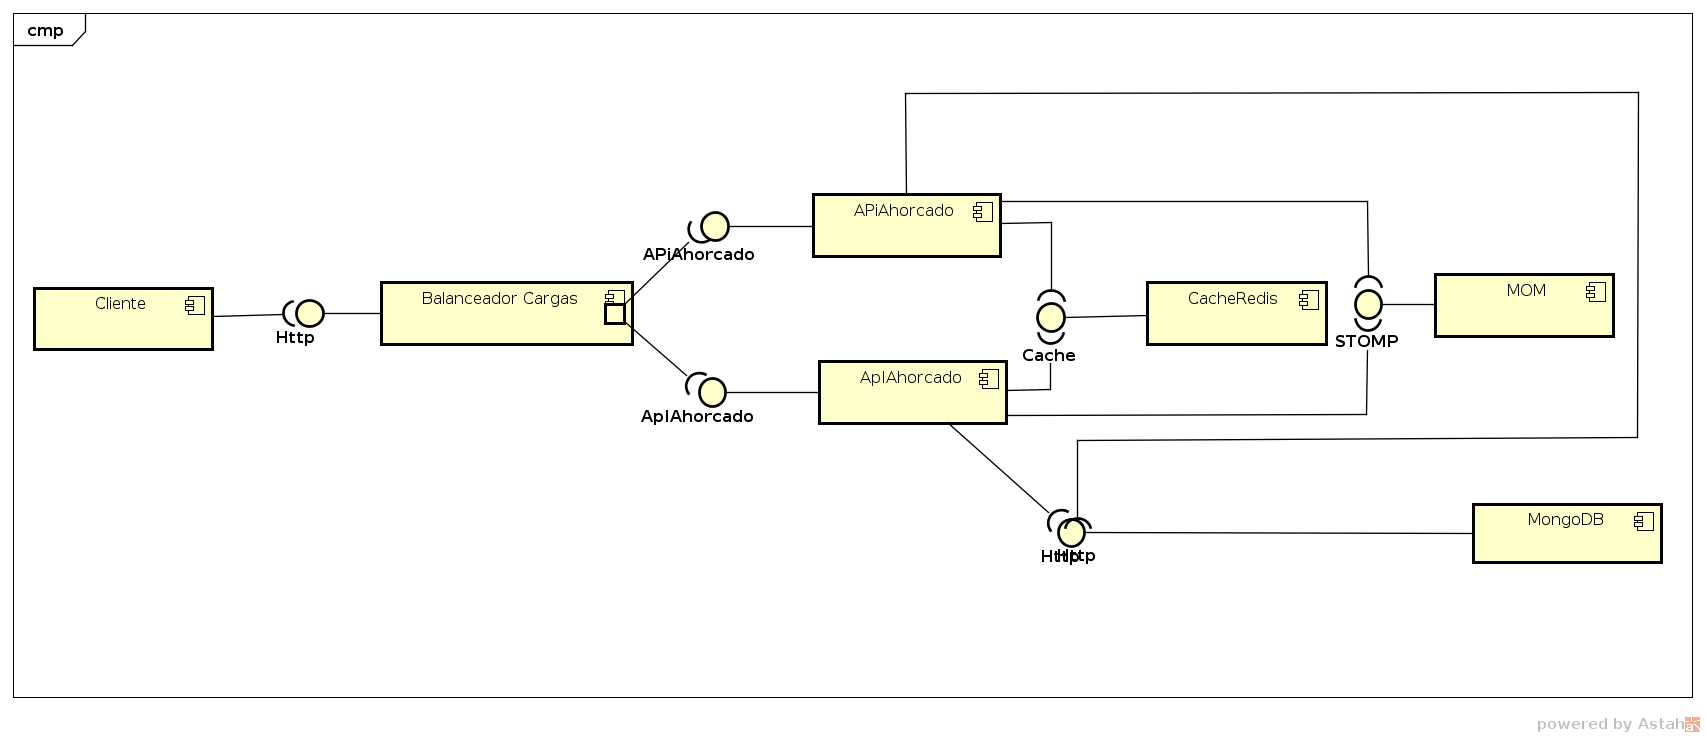 cmp
APiAhorcado
APiAhorcado
Cliente
Http
Balanceador Cargas
CacheRedis
MOM
Cache
STOMP
ApIAhorcado
ApIAhorcado
MongoDB
Http
Http
powered by Astah